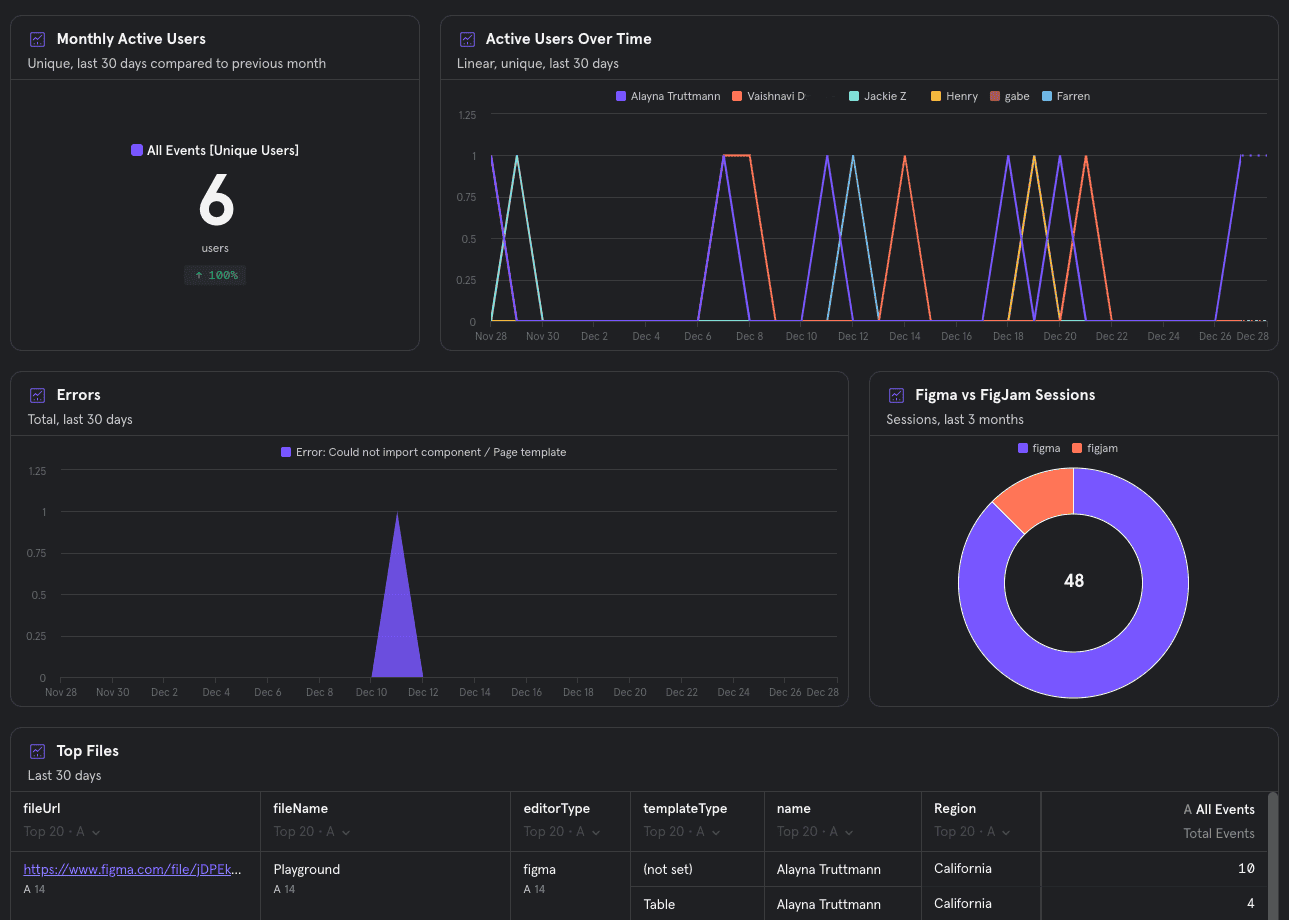 Monthly Active Users
Unique, last 30 days compared to previous month
All Events [Unique Users]
6
users
↑ 100%
Active Users Over Time
Linear, unique, last 30 days
Alayna Truttmann Vaishnavi D Jackie Z Henry gabe Farren
1.25
1
0.75
0.5
0.25
0
Nov 28 Nov 30 Dec 2 Dec 4 Dec 6 Dec 8 Dec 10 Dec 12 Dec 14 Dec 16 Dec 18 Dec 20 Dec 22 Dec 24 Dec 26 Dec 28
Errors
Total, last 30 days
Error: Could not import component / Page template
1.25
1
0.75
0.5
0.25
0
Nov 28 Nov 30 Dec 2 Dec 4 Dec 6 Dec 8 Dec 10 Dec 12 Dec 14 Dec 16 Dec 18 Dec 20 Dec 22 Dec 24 Dec 26 Dec 28
Figma vs FigJam Sessions
Sessions, last 3 months
figma figjam
48
Top Files
Last 30 days
fileUrl fileName editorType templateType name Region A All Events
Top 20 · A Top 20 · A Top 20 · A Top 20 · A Top 20 · A Top 20 · A Total Events
https://www.figma.com/file/jDPEk... Playground figma (not set) Alayna Truttmann California 10
A 14 A 14 A 14
Table Alayna Truttmann California 4